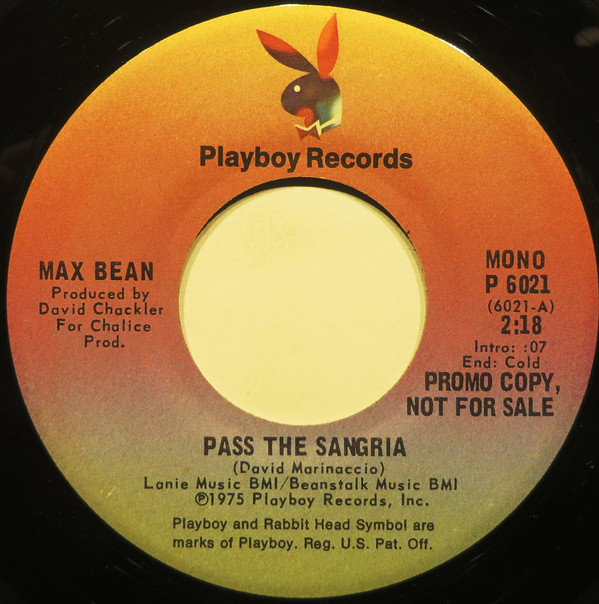 Playboy Records
MAX BEAN
Produced by
David Chackler
For Chalice
Prod.
MONO
P 6021
(6021-A)
2:18
Intro: :07
End: Cold
PROMO COPY,
NOT FOR SALE
PASS THE SANGRIA
(David Marinaccio)
Lanie Music BMI/Beanstalk Music BMI
℗1975 Playboy Records, Inc.
Playboy and Rabbit Head Symbol are
marks of Playboy. Reg. U.S. Pat. Off.